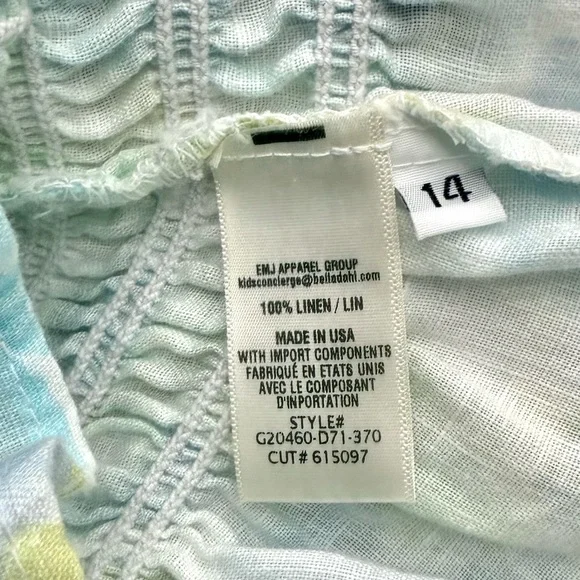 14
EMJ APPAREL GROUP
kidsconcierge@belladahl.com
100% LINEN / LIN
MADE IN USA
WITH IMPORT COMPONENTS
FABRIQUÉ EN ETATS UNIS
AVEC LE COMPOSANT
D'INPORTATION
STYLE#
G20460-D71-370
CUT# 615097